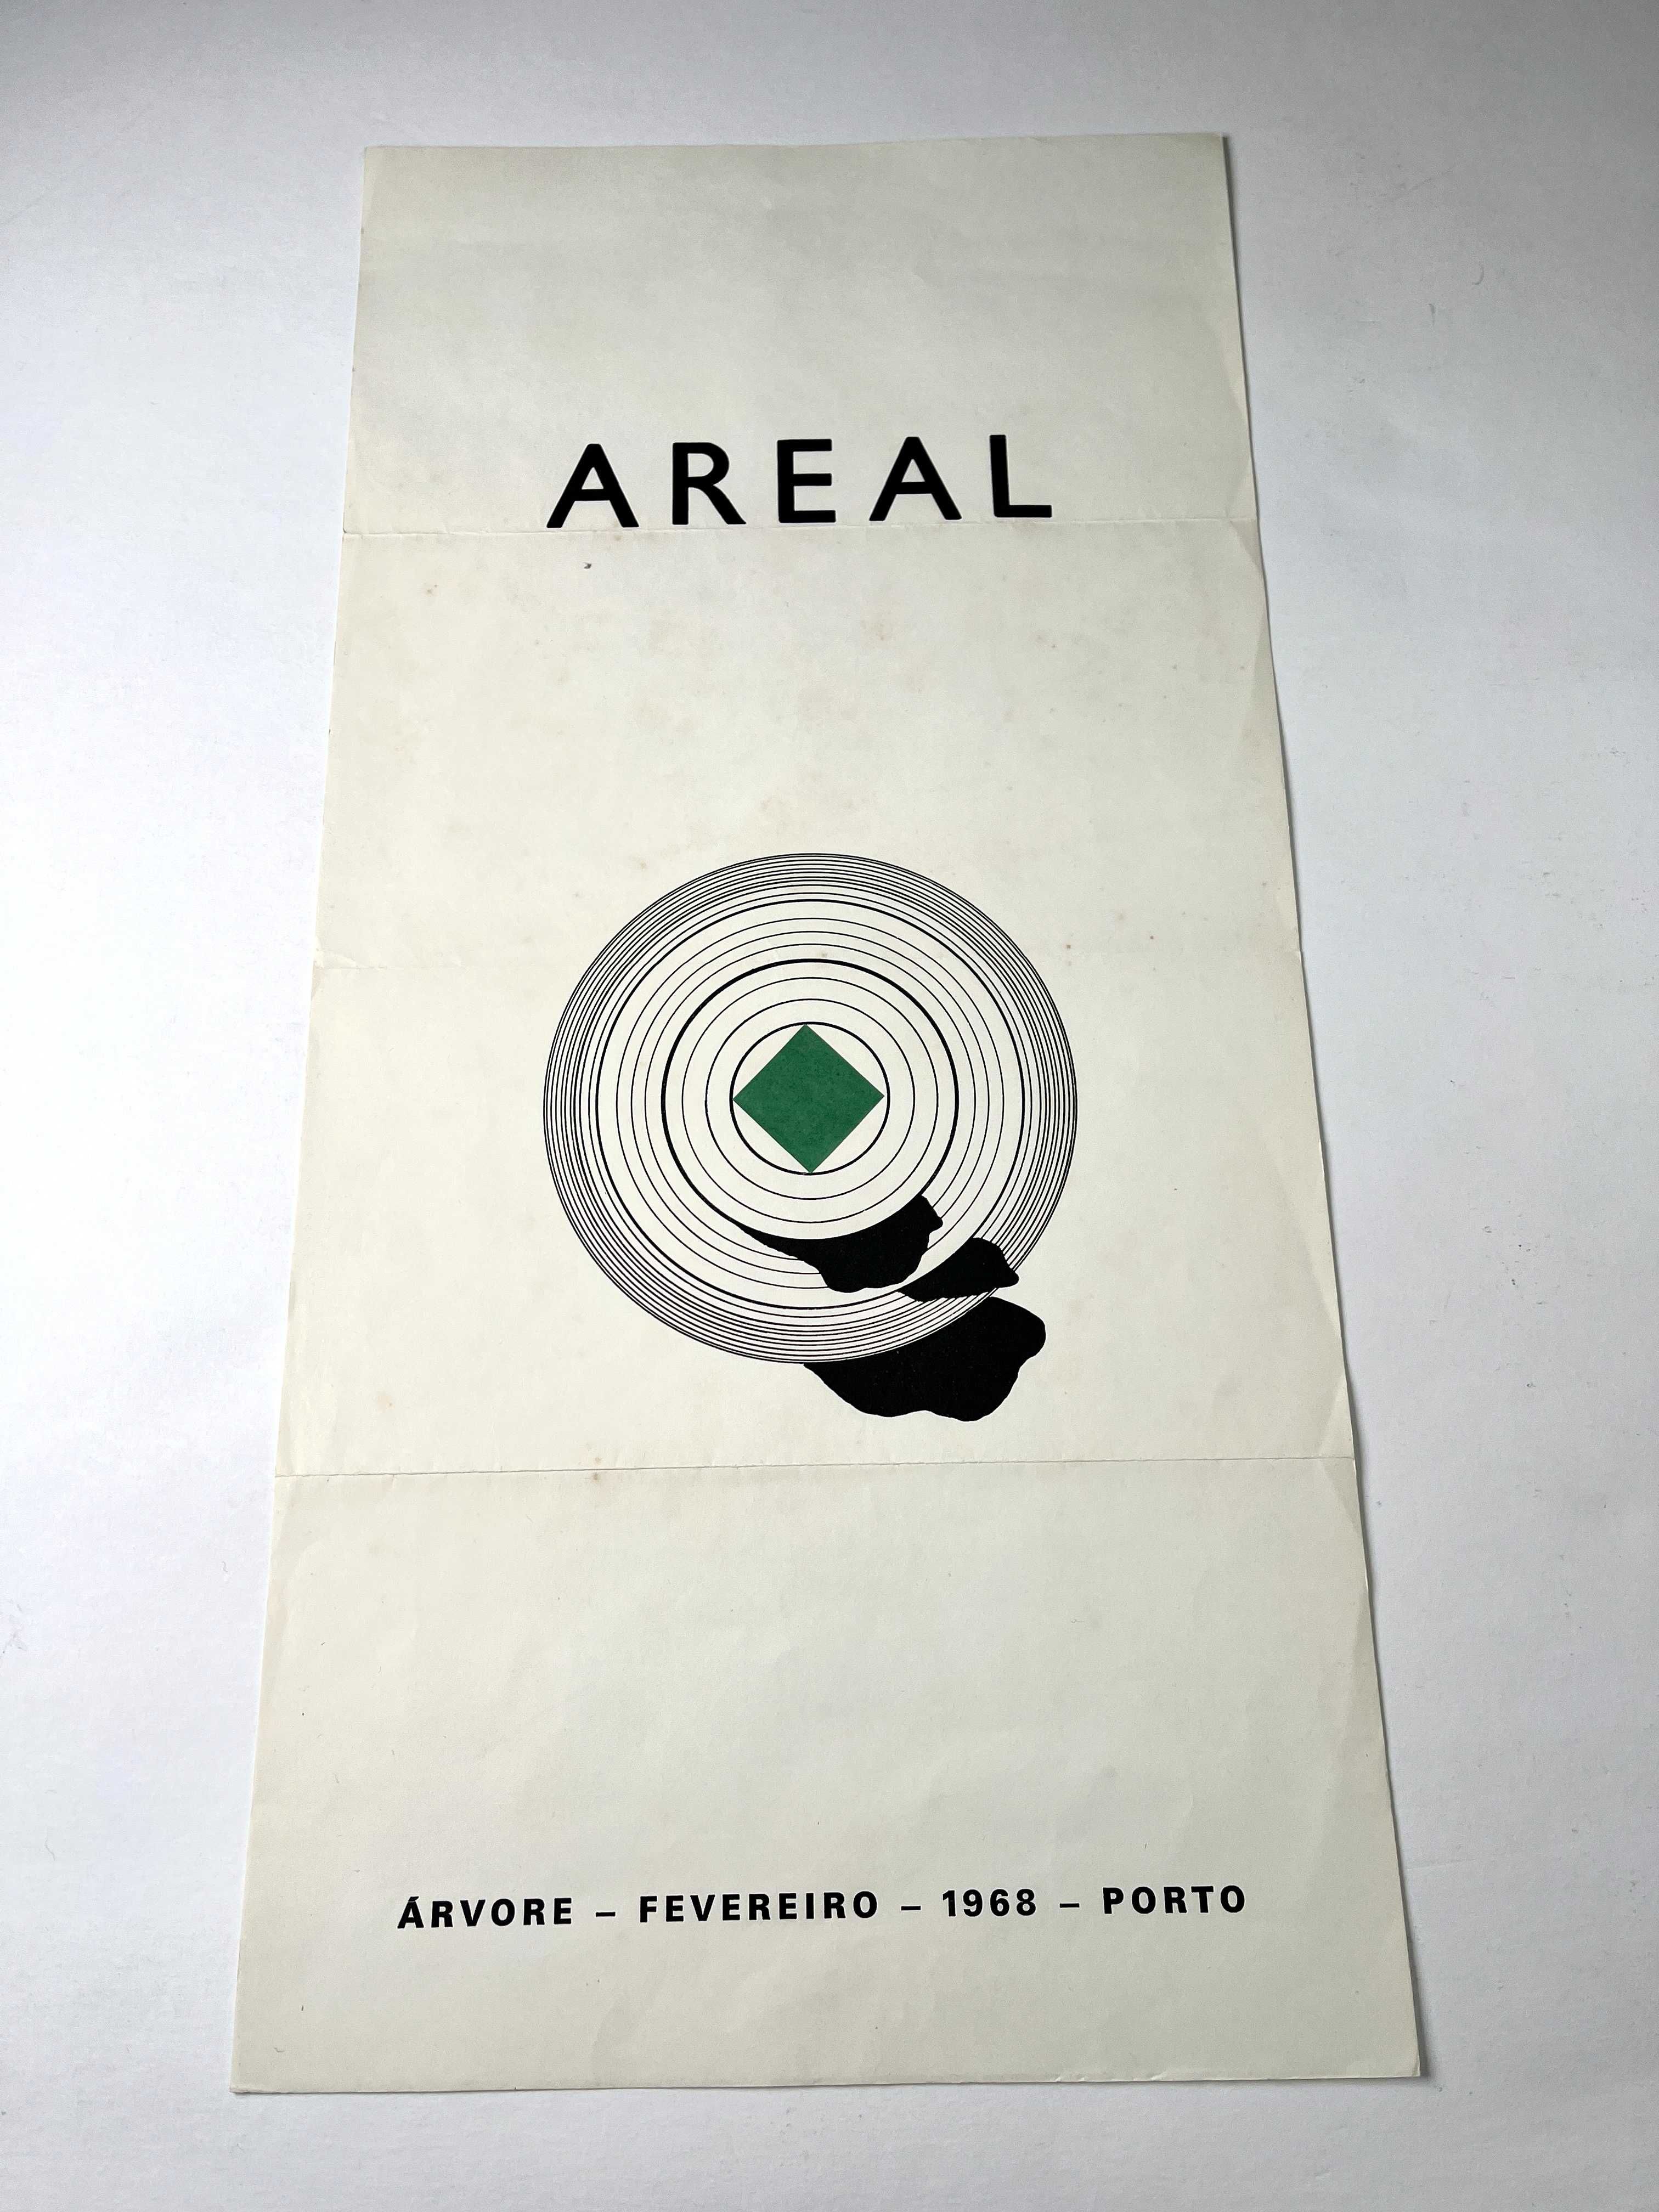 AREAL
ÁRVORE – FEVEREIRO – 1968 – PORTO